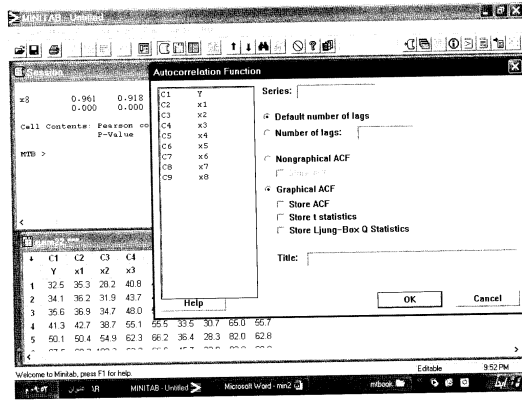 MINITAB - Untitled
Session
x8 0.961 0.918
0.000 0.000
Cell Contents: Pearson co
P-Value
MTB >
Autocorrelation Function
C1 Y
C2 x1
C3 x2
C4 x3
C5 x4
C6 x5
C7 x6
C8 x7
C9 x8
Series:
Default number of lags
Number of lags:
Nongraphical ACF
Graphical ACF
Store ACF
Store t statistics
Store Ljung-Box Q Statistics
Title:
Help
OK
Cancel
C1 C2 C3 C4
Y x1 x2 x3
1 32.5 35.3 28.2 40.8
2 34.1 36.2 31.9 43.7
3 35.6 36.9 34.7 48.0
4 41.3 42.7 38.7 55.1 55.5 33.5 30.7 65.0 55.7
5 50.1 50.4 54.9 62.3 66.2 36.4 28.3 82.0 62.8
Welcome to Minitab, press F1 for help.
Editable
9:52 PM
MINITAB - Untitled
Microsoft Word - min2
mtbook